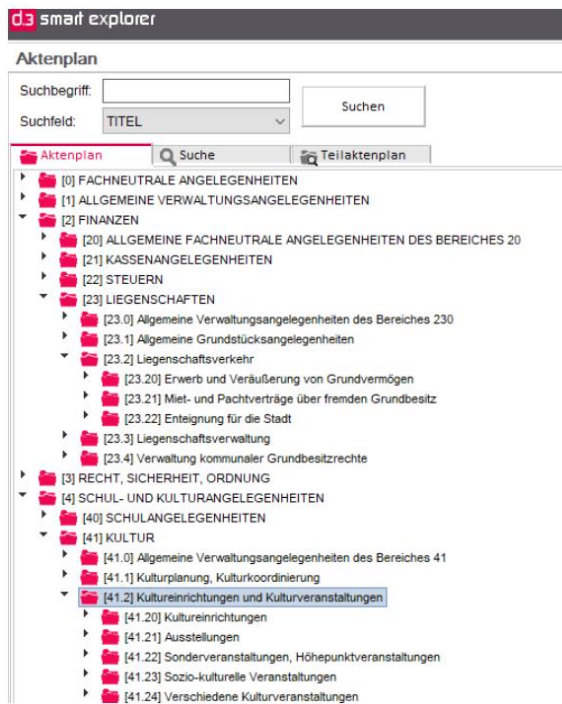 d.3 smart explorer
Aktenplan
Suchbegriff:
Suchen
Suchfeld: TITEL
Aktenplan Suche Teilaktenplan
[0] FACHNEUTRALE ANGELEGENHEITEN
[1] ALLGEMEINE VERWALTUNGSANGELEGENHEITEN
[2] FINANZEN
[20] ALLGEMEINE FACHNEUTRALE ANGELEGENHEITEN DES BEREICHES 20
[21] KASSENANGELEGENHEITEN
[22] STEUERN
[23] LIEGENSCHAFTEN
[23.0] Allgemeine Verwaltungsangelegenheiten des Bereiches 230
[23.1] Allgemeine Grundstücksangelegenheiten
[23.2] Liegenschaftsverkehr
[23.20] Erwerb und Veräußerung von Grundvermögen
[23.21] Miet- und Pachtverträge über fremden Grundbesitz
[23.22] Enteignung für die Stadt
[23.3] Liegenschaftsverwaltung
[23.4] Verwaltung kommunaler Grundbesitzrechte
[3] RECHT, SICHERHEIT, ORDNUNG
[4] SCHUL- UND KULTURANGELEGENHEITEN
[40] SCHULANGELEGENHEITEN
[41] KULTUR
[41.0] Allgemeine Verwaltungsangelegenheiten des Bereiches 41
[41.1] Kulturplanung, Kulturkoordinierung
[41.2] Kultureinrichtungen und Kulturveranstaltungen
[41.20] Kultureinrichtungen
[41.21] Ausstellungen
[41.22] Sonderveranstaltungen, Höhepunktveranstaltungen
[41.23] Sozio-kulturelle Veranstaltungen
[41.24] Verschiedene Kulturveranstaltungen